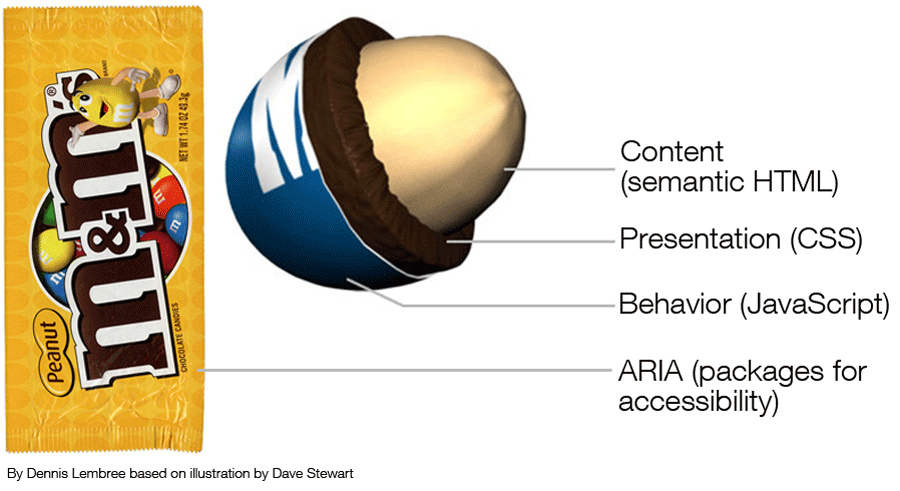 m&m's®
BRAND
NET WT 1.74 OZ 49.3g
Peanut
CHOCOLATE CANDIES
m
m
m
m
M
Content
(semantic HTML)
Presentation (CSS)
Behavior (JavaScript)
ARIA (packages for
accessibility)
By Dennis Lembree based on illustration by Dave Stewart